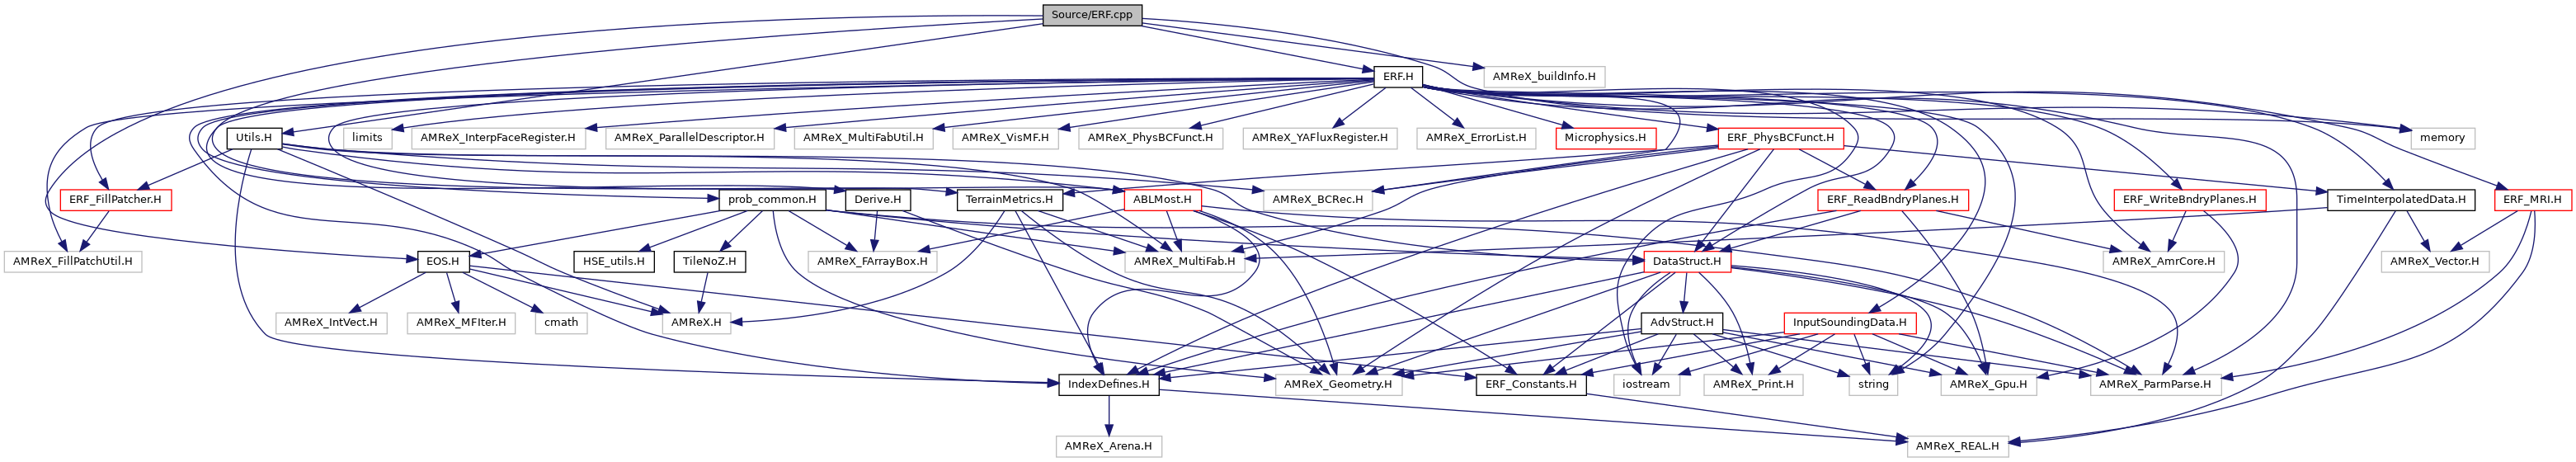 Source/ERF.cpp
ERF.H
AMReX_buildInfo.H
Utils.H
limits
AMReX_InterpFaceRegister.H
AMReX_ParallelDescriptor.H
AMReX_MultiFabUtil.H
AMReX_VisMF.H
AMReX_PhysBCFunct.H
AMReX_YAFluxRegister.H
AMReX_ErrorList.H
Microphysics.H
ERF_PhysBCFunct.H
memory
ERF_FillPatcher.H
prob_common.H
Derive.H
TerrainMetrics.H
ABLMost.H
AMReX_BCRec.H
ERF_ReadBndryPlanes.H
ERF_WriteBndryPlanes.H
TimeInterpolatedData.H
ERF_MRI.H
AMReX_FillPatchUtil.H
EOS.H
HSE_utils.H
TileNoZ.H
AMReX_FArrayBox.H
AMReX_MultiFab.H
DataStruct.H
AMReX_AmrCore.H
AMReX_Vector.H
AMReX_IntVect.H
AMReX_MFIter.H
cmath
AMReX.H
AdvStruct.H
InputSoundingData.H
IndexDefines.H
AMReX_Geometry.H
ERF_Constants.H
iostream
AMReX_Print.H
string
AMReX_Gpu.H
AMReX_ParmParse.H
AMReX_Arena.H
AMReX_REAL.H